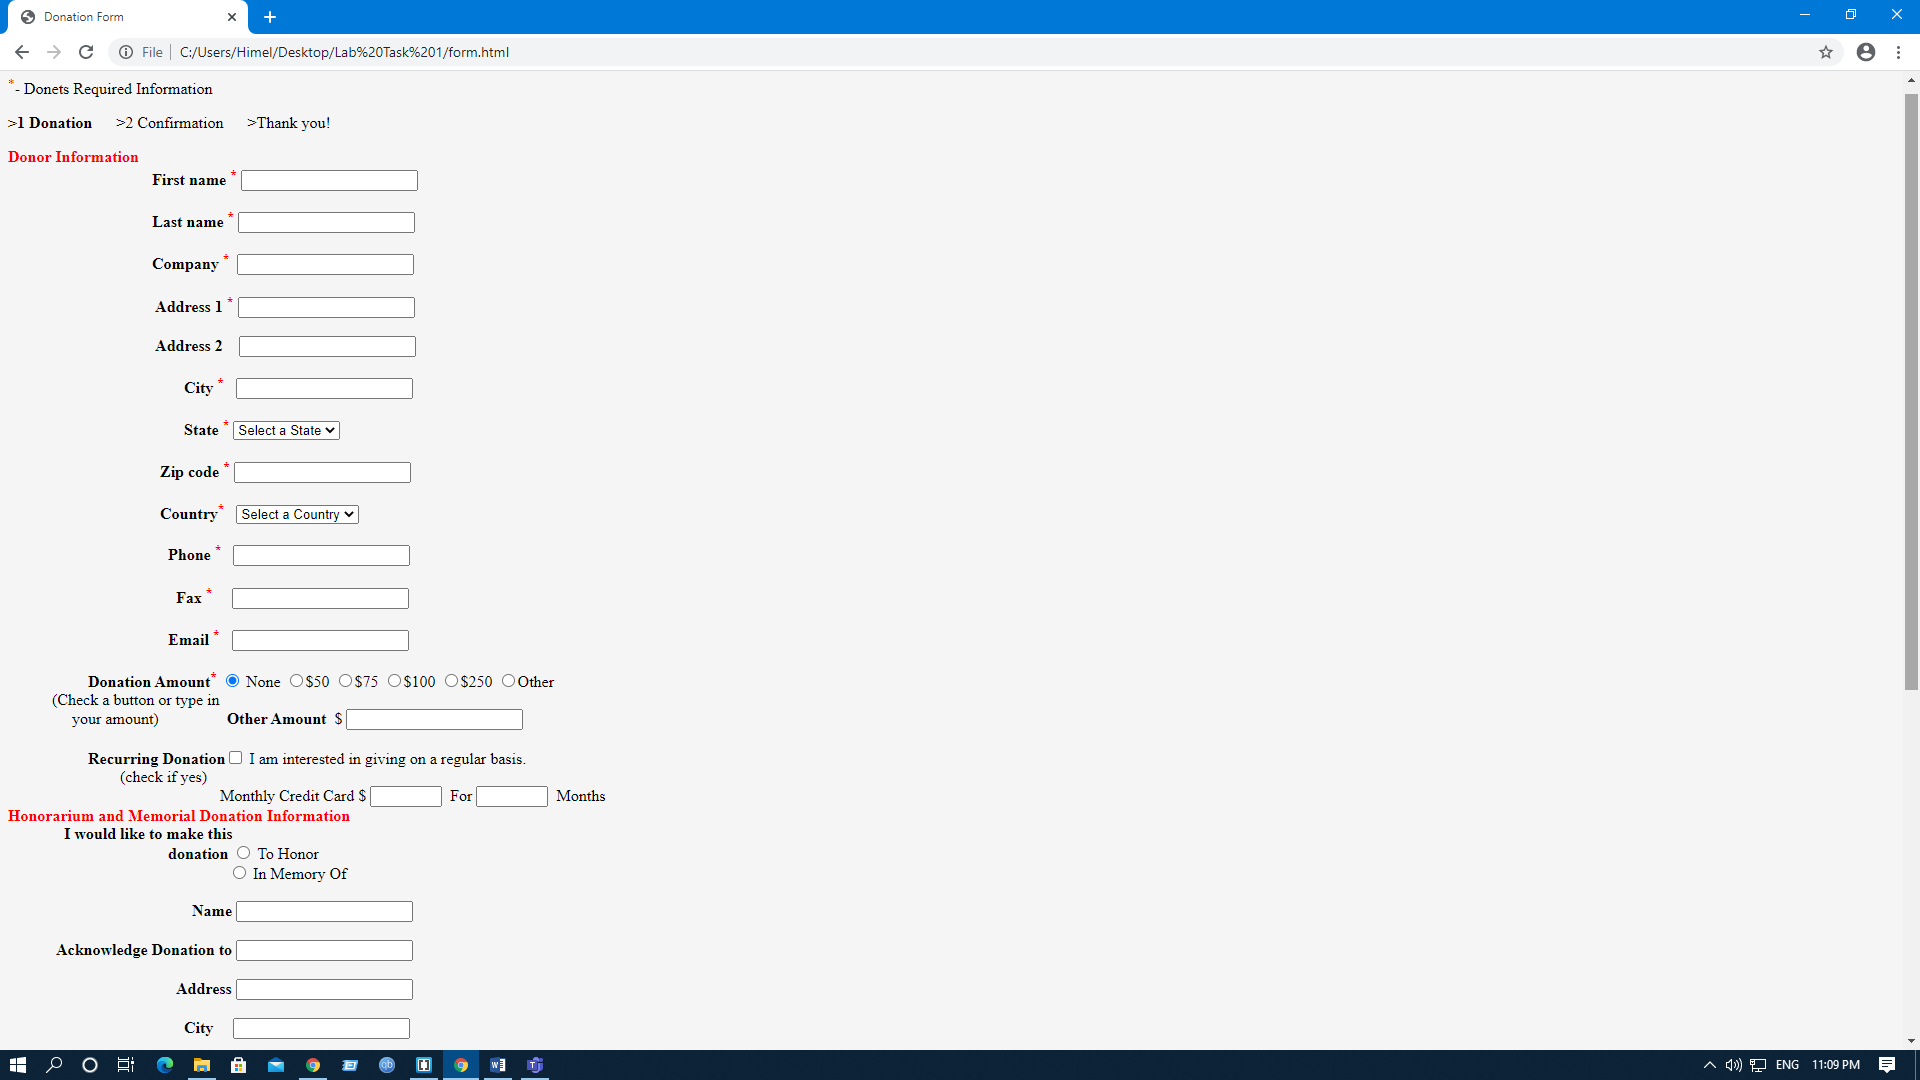 Donation Form
File | C:/Users/Himel/Desktop/Lab%20Task%201/form.html
*- Donets Required Information
>1 Donation >2 Confirmation >Thank you!
Donor Information
First name *
Last name *
Company *
Address 1 *
Address 2
City *
State * Select a State
Zip code *
Country* Select a Country
Phone *
Fax *
Email *
Donation Amount* None $50 $75 $100 $250 Other
(Check a button or type in
your amount) Other Amount $
Recurring Donation I am interested in giving on a regular basis.
(check if yes)
Monthly Credit Card $ For Months
Honorarium and Memorial Donation Information
I would like to make this
donation To Honor
In Memory Of
Name
Acknowledge Donation to
Address
City
ENG 11:09 PM